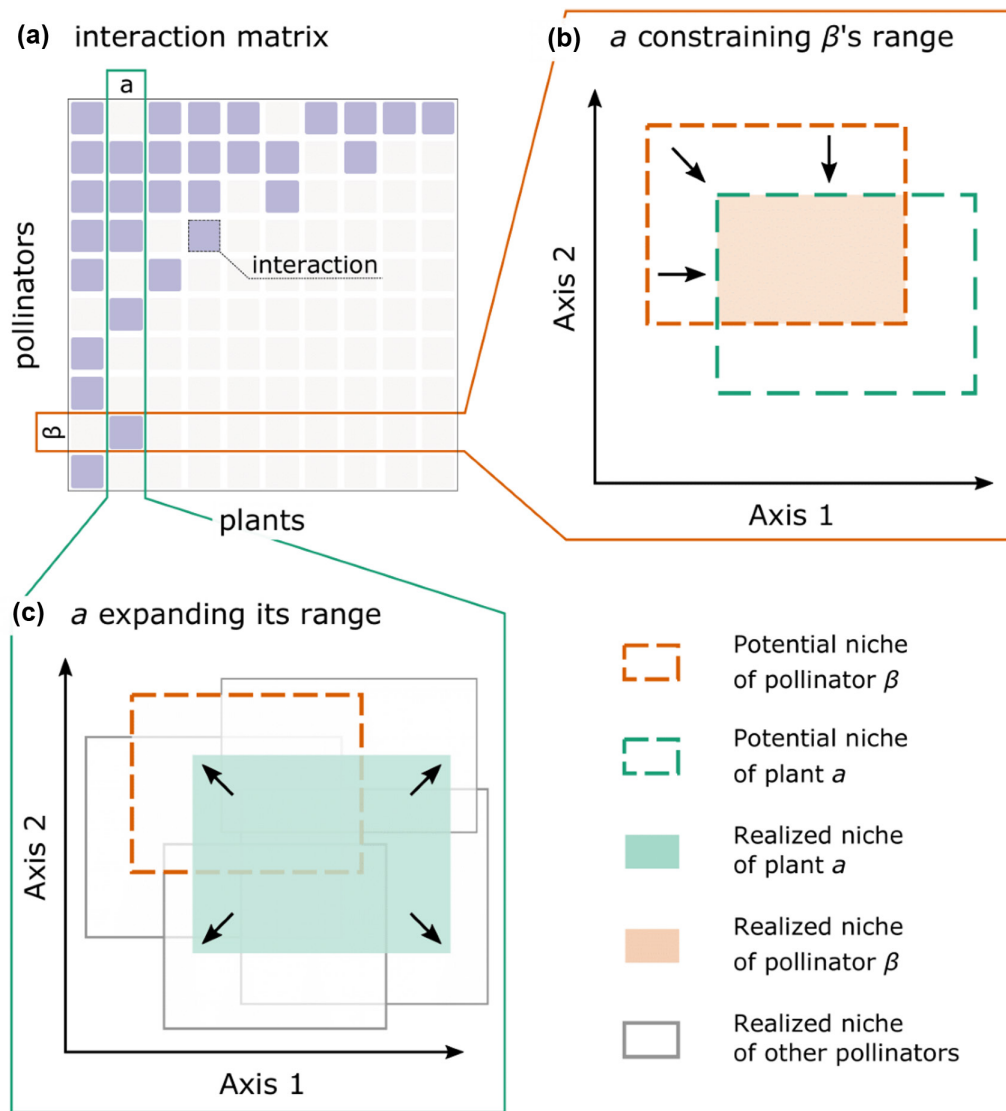 (a) interaction matrix
a
pollinators
interaction
β
plants
(b) a constraining β's range
Axis 2
Axis 1
(c) a expanding its range
Axis 2
Axis 1
Potential niche
of pollinator β
Potential niche
of plant a
Realized niche
of plant a
Realized niche
of pollinator β
Realized niche
of other pollinators